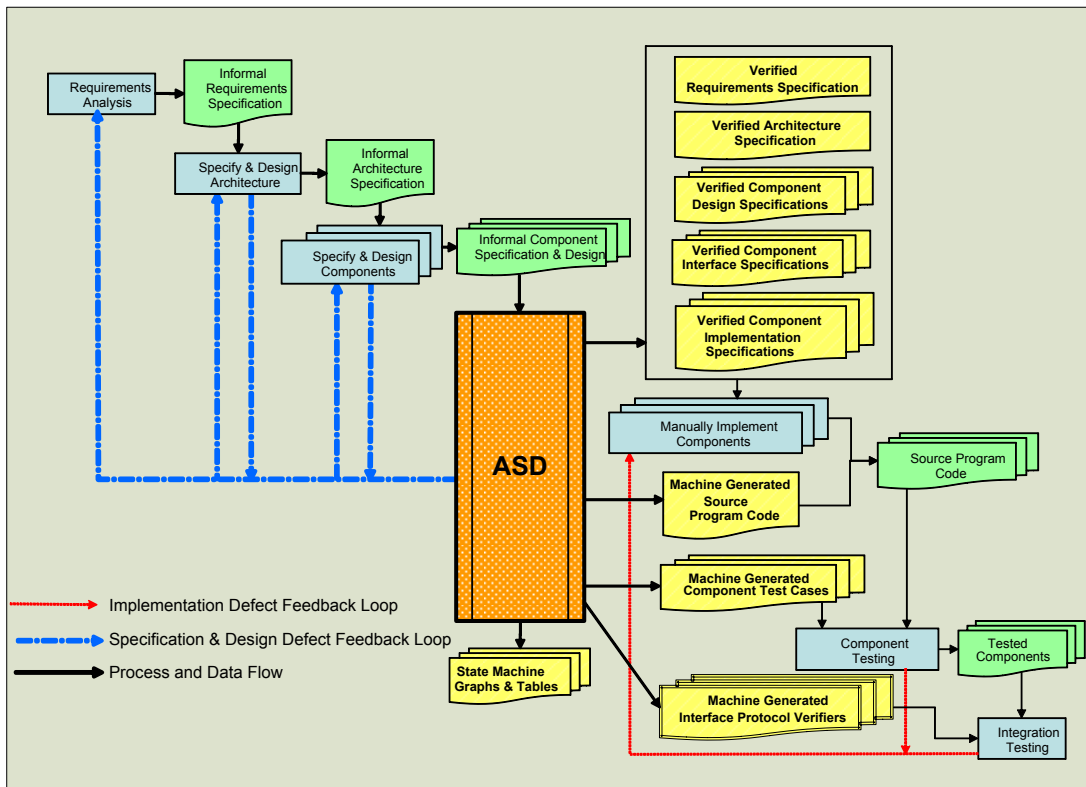 Requirements
Analysis
Informal
Requirements
Specification
Specify & Design
Architecture
Informal
Architecture
Specification
Specify & Design
Components
Informal Component
Specification & Design
Verified
Requirements Specification
Verified Architecture
Specification
Verified Component
Design Specifications
Verified Component
Interface Specifications
Verified Component
Implementation
Specifications
ASD
Manually Implement
Components
Source Program
Code
Machine Generated
Source
Program Code
Machine Generated
Component Test Cases
Component
Testing
Tested
Components
State Machine
Graphs & Tables
Machine Generated
Interface Protocol Verifiers
Integration
Testing
Implementation Defect Feedback Loop
Specification & Design Defect Feedback Loop
Process and Data Flow